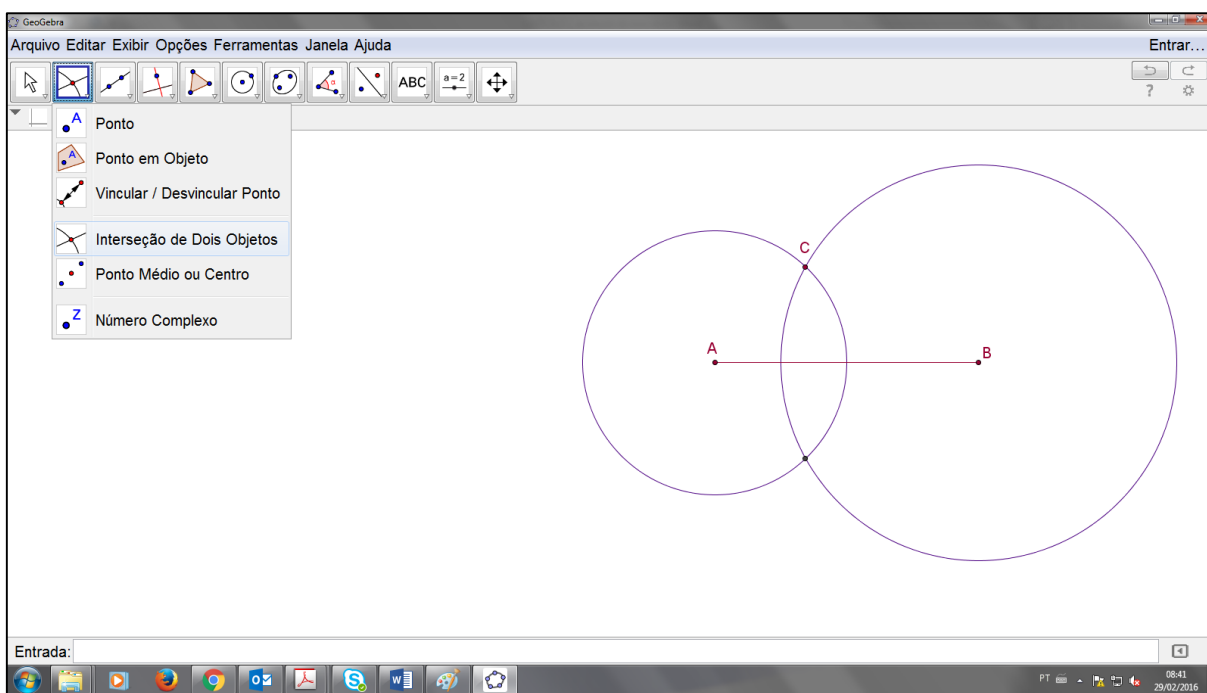 GeoGebra
Arquivo Editar Exibir Opções Ferramentas Janela Ajuda
Entrar...
ABC
a = 2
?
A Ponto
A Ponto em Objeto
Vincular / Desvincular Ponto
Interseção de Dois Objetos
Ponto Médio ou Centro
Z Número Complexo
C
A
B
Entrada:
PT
08:41
29/02/2016